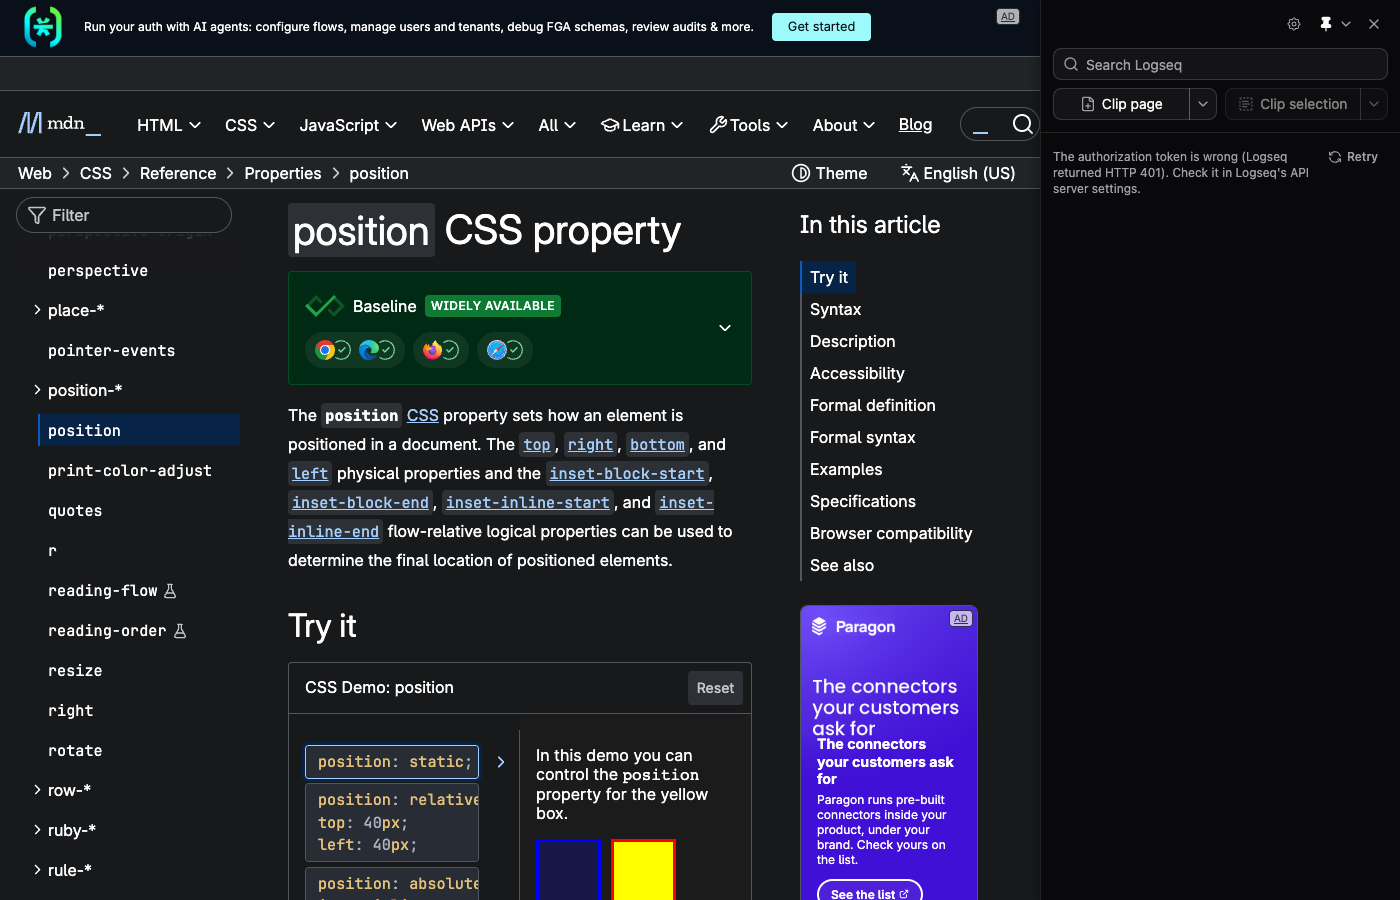 Run your auth with AI agents: configure flows, manage users and tenants, debug FGA schemas, review audits & more.
Get started
AD
mdn_
HTML
CSS
JavaScript
Web APIs
All
Learn
Tools
About
Blog
Web
CSS
Reference
Properties
position
Theme
English (US)
Filter
perspective
place-*
pointer-events
position-*
position
print-color-adjust
quotes
r
reading-flow
reading-order
resize
right
rotate
row-*
ruby-*
rule-*
position CSS property
Baseline WIDELY AVAILABLE
The position CSS property sets how an element is
positioned in a document. The top, right, bottom, and
left physical properties and the inset-block-start,
inset-block-end, inset-inline-start, and inset-
inline-end flow-relative logical properties can be used to
determine the final location of positioned elements.
Try it
CSS Demo: position
Reset
position: static;
position: relative
top: 40px;
left: 40px;
position: absolute
In this demo you can
control the position
property for the yellow
box.
In this article
Try it
Syntax
Description
Accessibility
Formal definition
Formal syntax
Examples
Specifications
Browser compatibility
See also
Paragon
AD
The connectors
your customers
ask for
The connectors
your customers ask
for
Paragon runs pre-built
connectors inside your
product, under your
brand. Check yours on
the list.
See the list
Search Logseq
Clip page
Clip selection
The authorization token is wrong (Logseq
returned HTTP 401). Check it in Logseq's API
server settings.
Retry